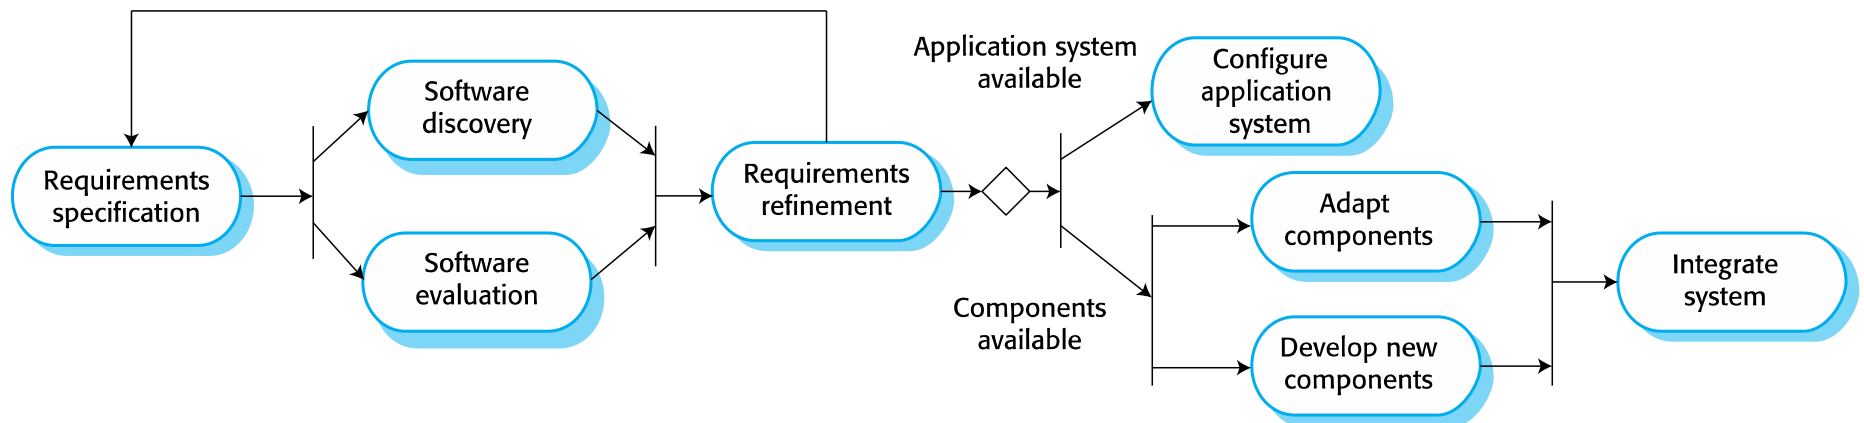 Requirements
specification
Software
discovery
Software
evaluation
Requirements
refinement
Application system
available
Configure
application
system
Components
available
Adapt
components
Develop new
components
Integrate
system